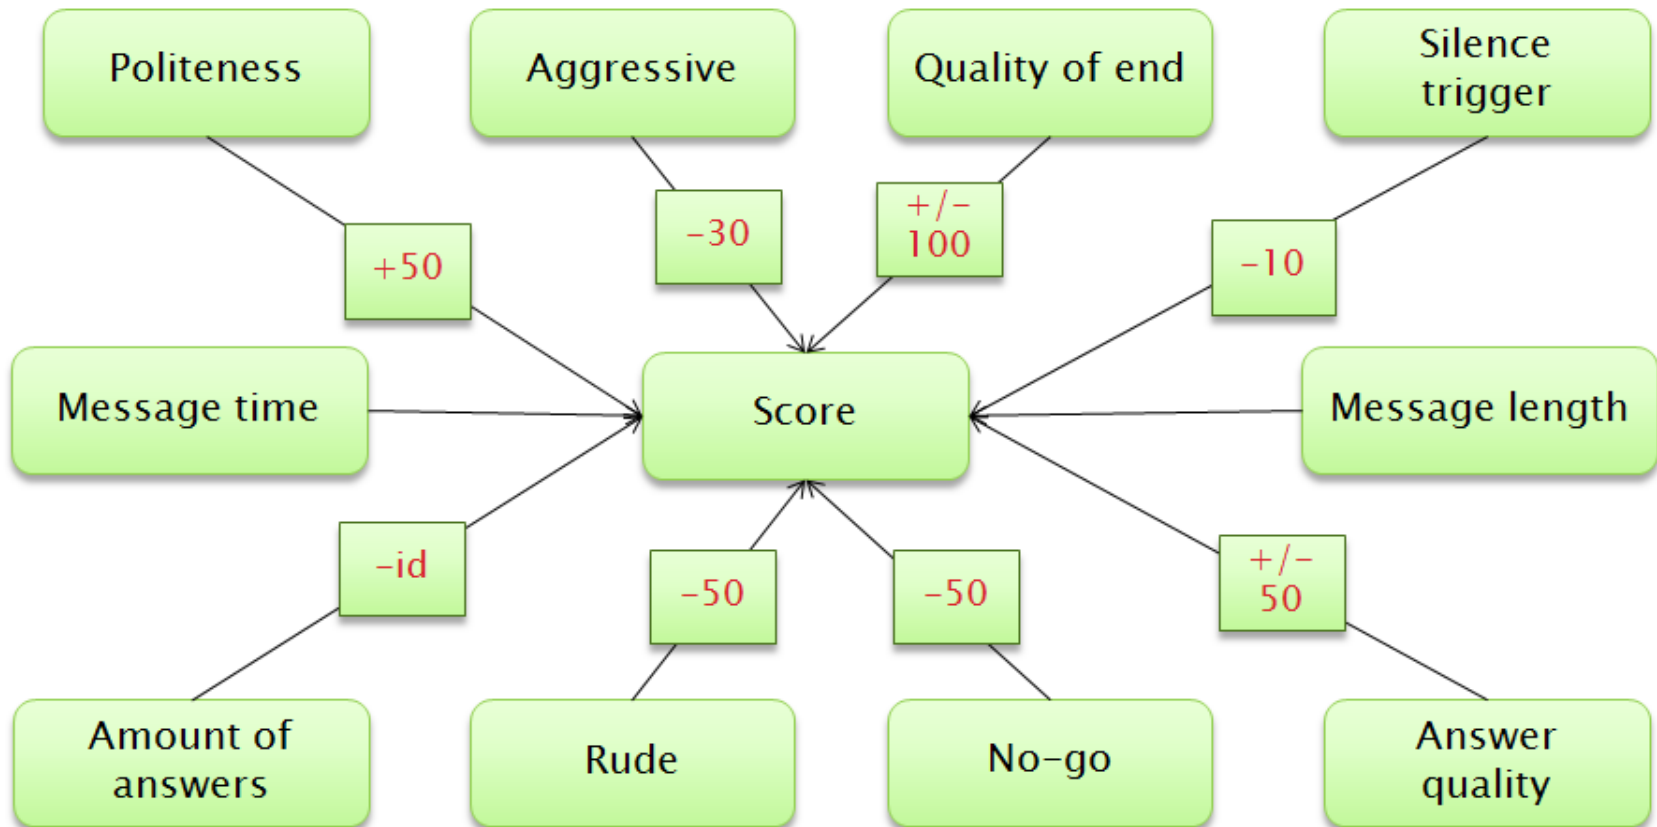 Politeness
Aggressive
Quality of end
Silence
trigger
+50
-30
+/-
100
-10
Message time
Score
Message length
-id
-50
-50
+/-
50
Amount of
answers
Rude
No-go
Answer
quality